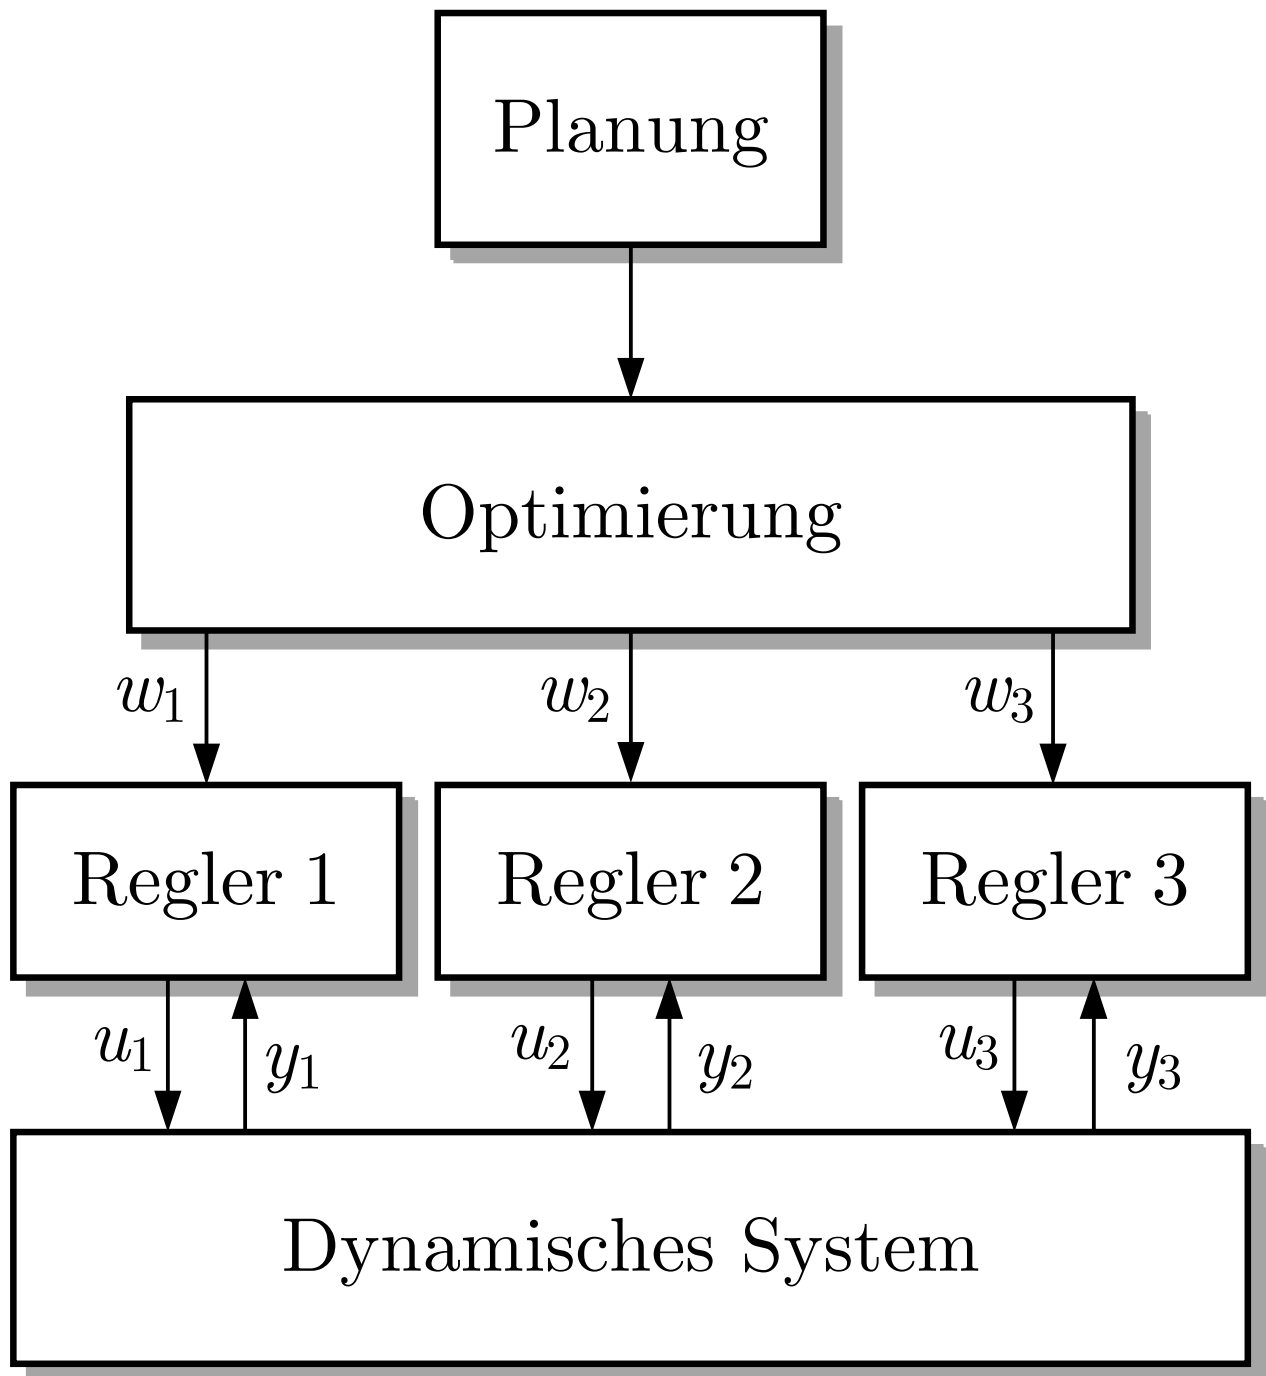 Planung
Optimierung
w₁ w₂ w₃
Regler 1 Regler 2 Regler 3
u₁ y₁ u₂ y₂ u₃ y₃
Dynamisches System